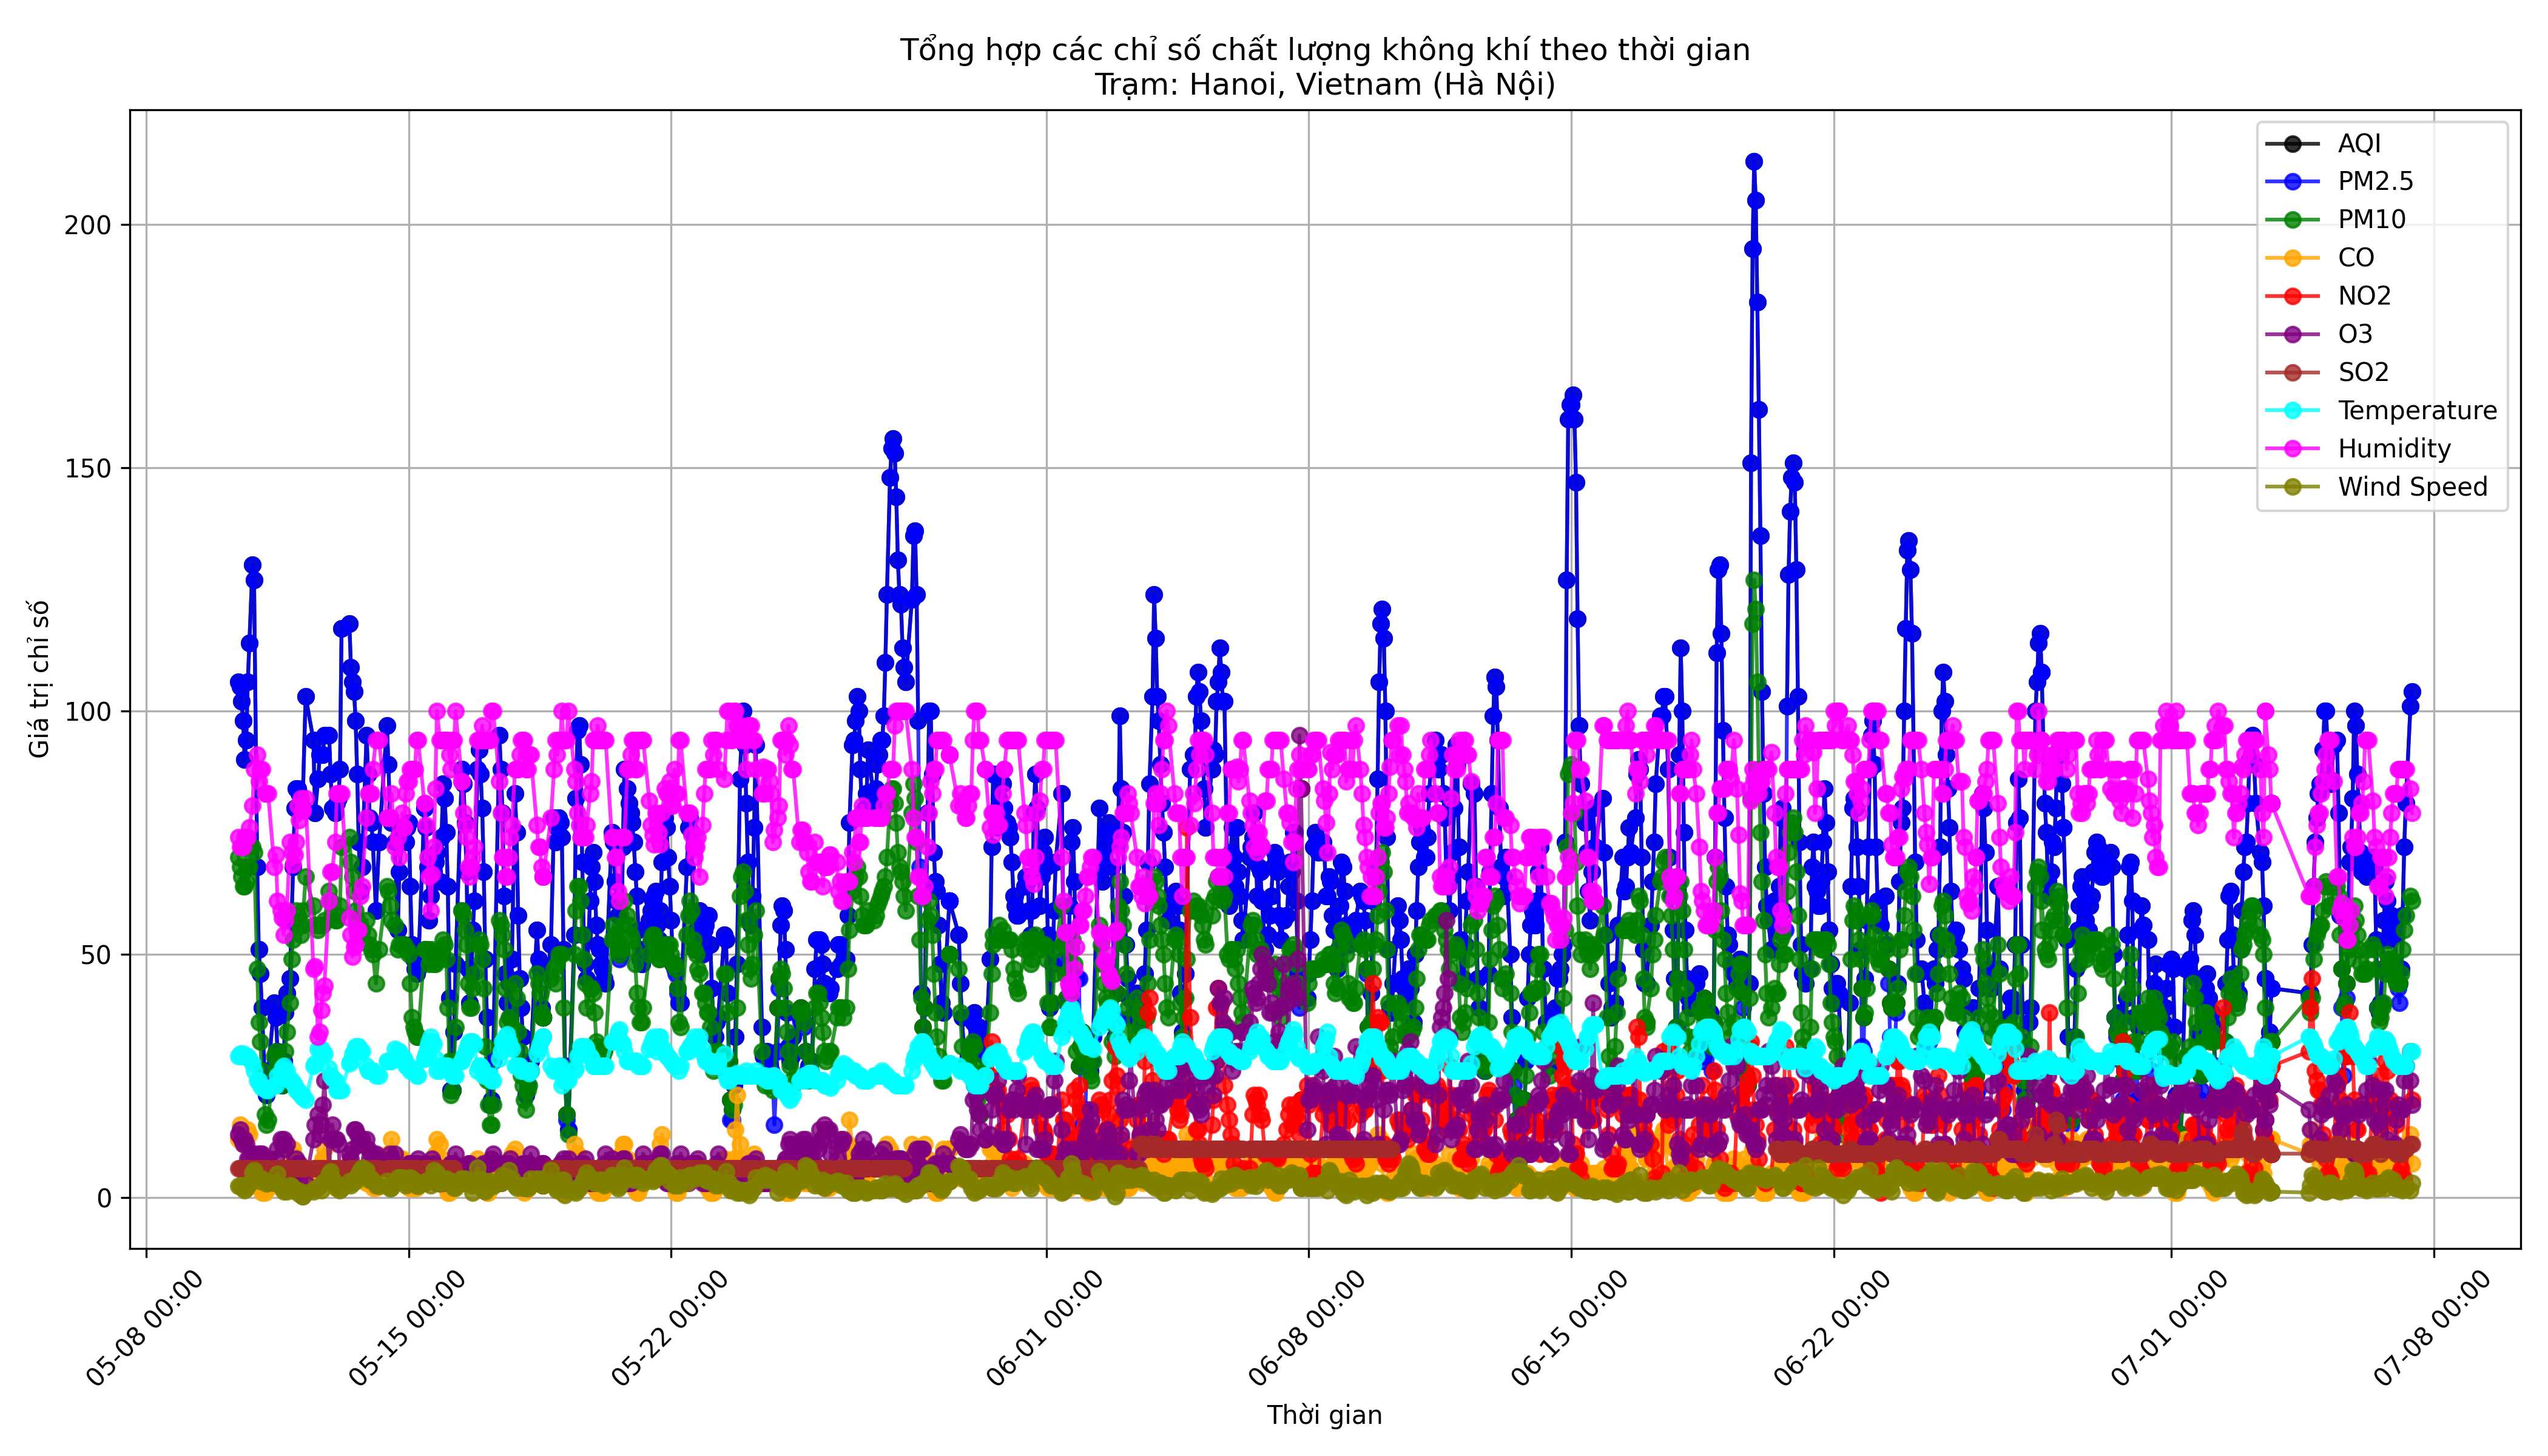 Tổng hợp các chỉ số chất lượng không khí theo thời gian
Trạm: Hanoi, Vietnam (Hà Nội)
AQI
PM2.5
PM10
CO
NO2
O3
SO2
Temperature
Humidity
Wind Speed
Giá trị chỉ số
200
150
100
50
0
05-08 00:00
05-15 00:00
05-22 00:00
06-01 00:00
06-08 00:00
06-15 00:00
06-22 00:00
07-01 00:00
07-08 00:00
Thời gian